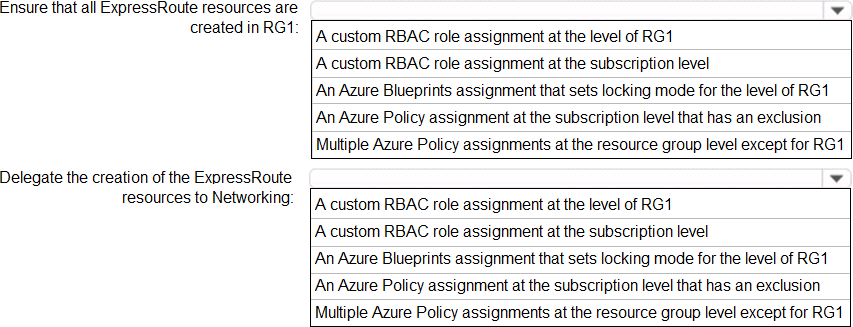 Ensure that all ExpressRoute resources are
created in RG1:
A custom RBAC role assignment at the level of RG1
A custom RBAC role assignment at the subscription level
An Azure Blueprints assignment that sets locking mode for the level of RG1
An Azure Policy assignment at the subscription level that has an exclusion
Multiple Azure Policy assignments at the resource group level except for RG1
Delegate the creation of the ExpressRoute
resources to Networking:
A custom RBAC role assignment at the level of RG1
A custom RBAC role assignment at the subscription level
An Azure Blueprints assignment that sets locking mode for the level of RG1
An Azure Policy assignment at the subscription level that has an exclusion
Multiple Azure Policy assignments at the resource group level except for RG1